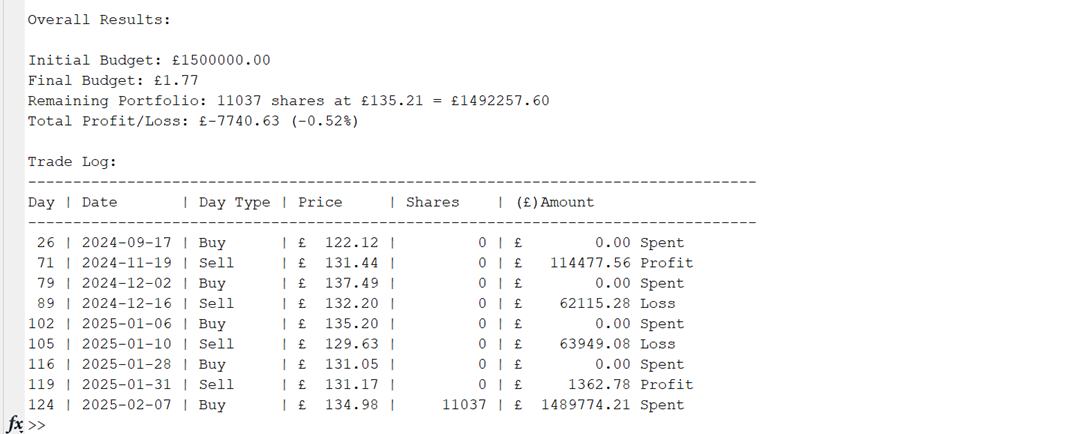 Overall Results:
Initial Budget: £1500000.00
Final Budget: £1.77
Remaining Portfolio: 11037 shares at £135.21 = £1492257.60
Total Profit/Loss: £-7740.63 (-0.52%)
Trade Log:
---------------------------------------------------------------------------------
Day | Date       | Day Type | Price     | Shares    | (£)Amount
---------------------------------------------------------------------------------
 26 | 2024-09-17 | Buy      | £  122.12 |         0 | £        0.00 Spent
 71 | 2024-11-19 | Sell     | £  131.44 |         0 | £   114477.56 Profit
 79 | 2024-12-02 | Buy      | £  137.49 |         0 | £        0.00 Spent
 89 | 2024-12-16 | Sell     | £  132.20 |         0 | £    62115.28 Loss
102 | 2025-01-06 | Buy      | £  135.20 |         0 | £        0.00 Spent
105 | 2025-01-10 | Sell     | £  129.63 |         0 | £    63949.08 Loss
116 | 2025-01-28 | Buy      | £  131.05 |         0 | £        0.00 Spent
119 | 2025-01-31 | Sell     | £  131.17 |         0 | £     1362.78 Profit
124 | 2025-02-07 | Buy      | £  134.98 |     11037 | £  1489774.21 Spent
fx >>